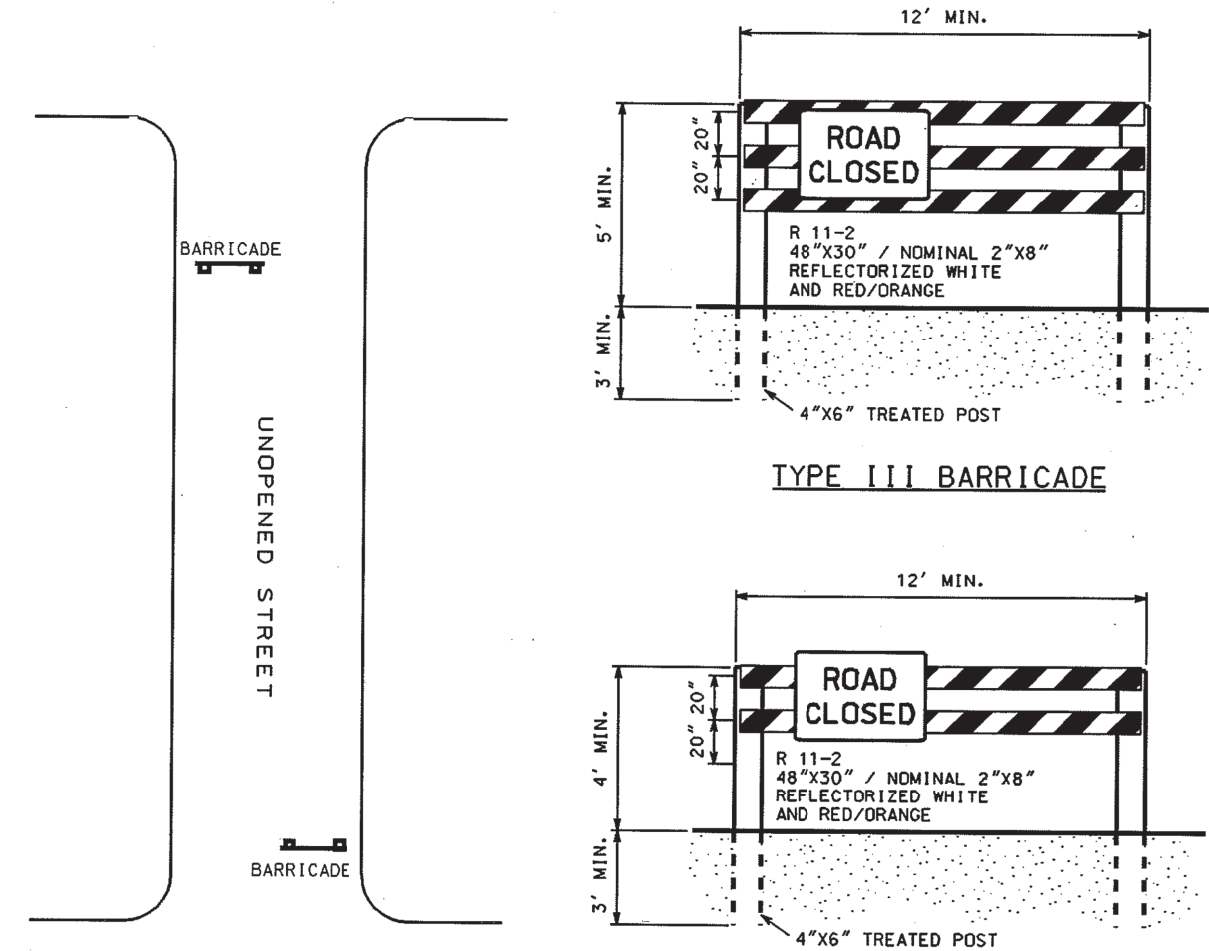 BARRICADE
UNOPENED STREET
BARRICADE
12' MIN.
5' MIN.
20" 20"
ROAD
CLOSED
R 11-2
48"X30" / NOMINAL 2"X8"
REFLECTORIZED WHITE
AND RED/ORANGE
3' MIN.
4"X6" TREATED POST
TYPE III BARRICADE
12' MIN.
4' MIN.
20" 20"
ROAD
CLOSED
R 11-2
48"X30" / NOMINAL 2"X8"
REFLECTORIZED WHITE
AND RED/ORANGE
3' MIN.
4"X6" TREATED POST